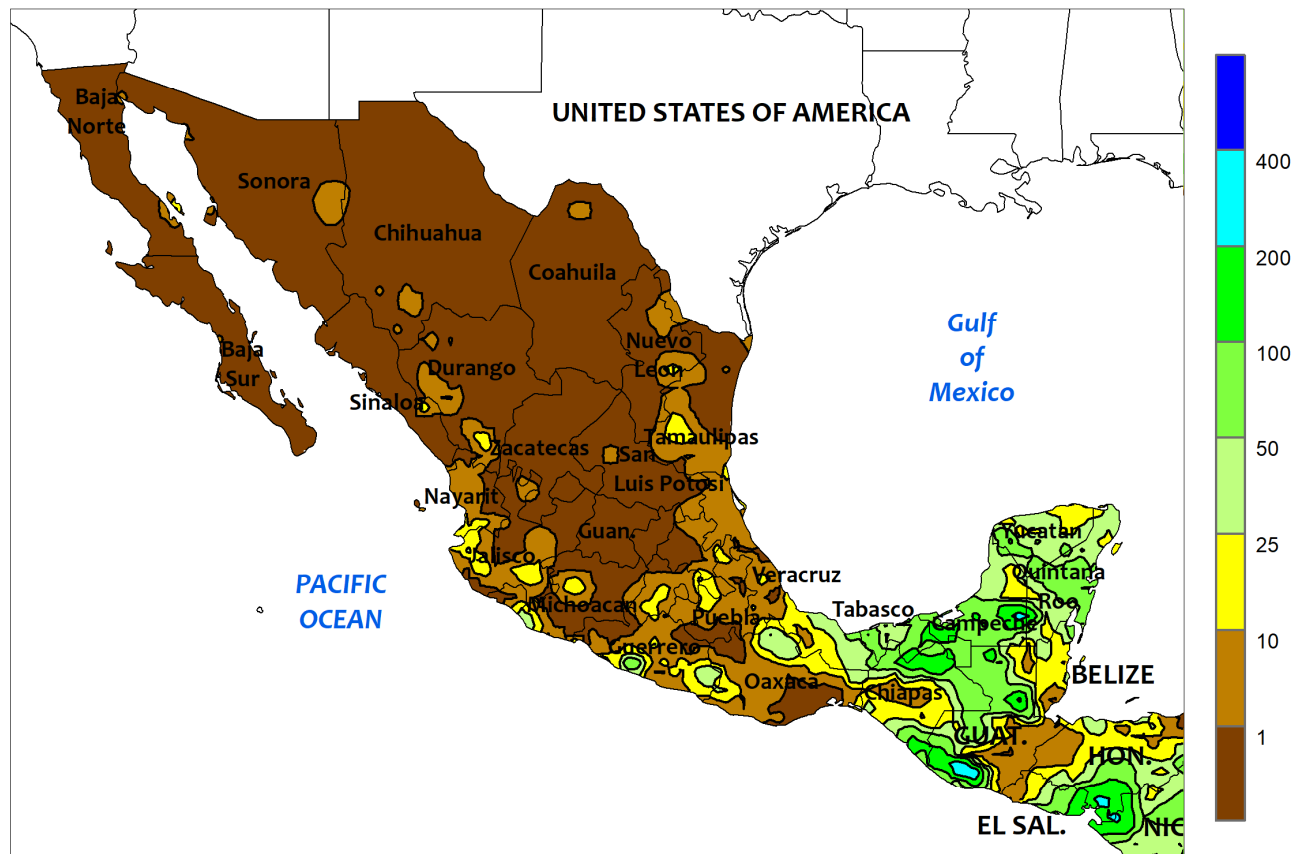 Baja
Norte
UNITED STATES OF AMERICA
Sonora
Chihuahua
Coahuila
Gulf
of
Mexico
Baja
Sur
Nuevo
Leon
Durango
Sinaloa
Zacatecas
San
Luis Potosi
Tamaulipas
Nayarit
Guan.
Jalisco
PACIFIC
OCEAN
Michoacan
Veracruz
Puebla
Guerrero
Oaxaca
Tabasco
Chiapas
Yucatan
Quintana
Roo
Campeche
BELIZE
GUAT.
HON.
EL SAL.
NIC
400
200
100
50
25
10
1